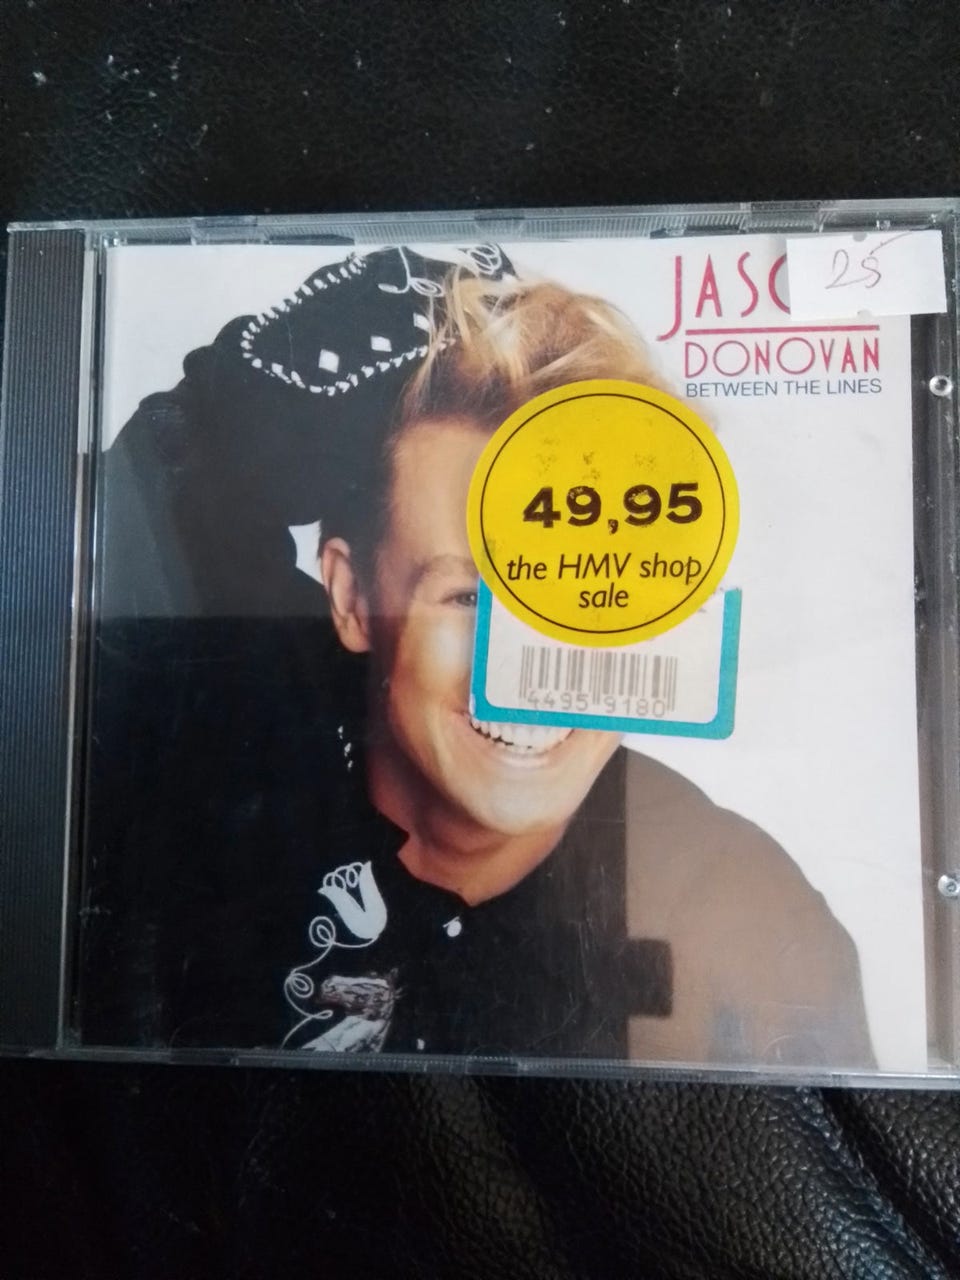 JASO
25
DONOVAN
BETWEEN THE LINES
49,95
the HMV shop
sale
4495 9180